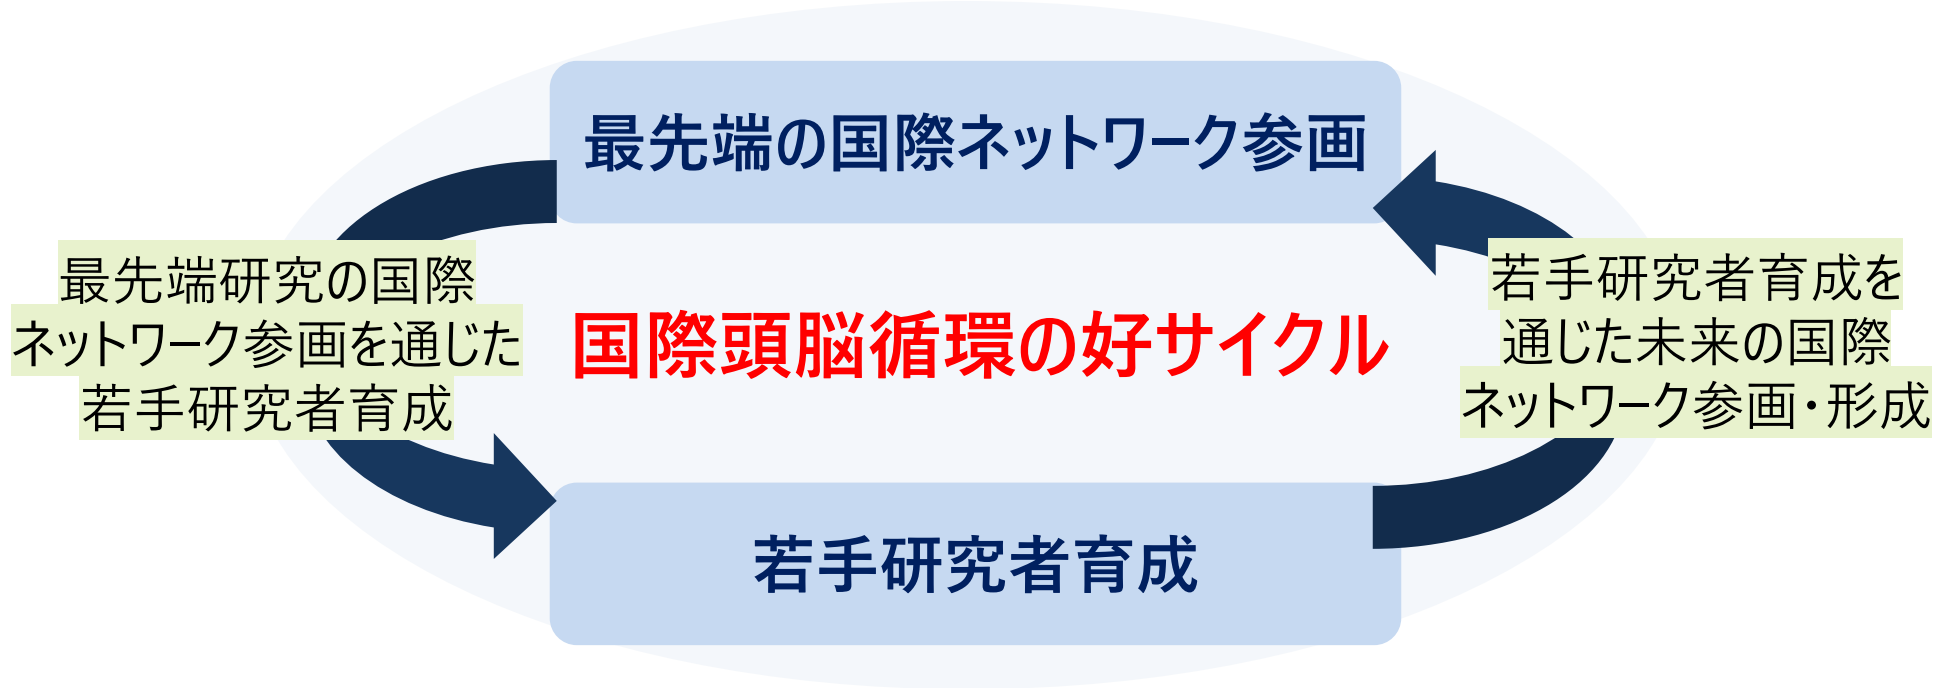 最先端の国際ネットワーク参画
最先端研究の国際
ネットワーク参画を通じた
若手研究者育成
国際頭脳循環の好サイクル
若手研究者育成を
通じた未来の国際
ネットワーク参画・形成
若手研究者育成